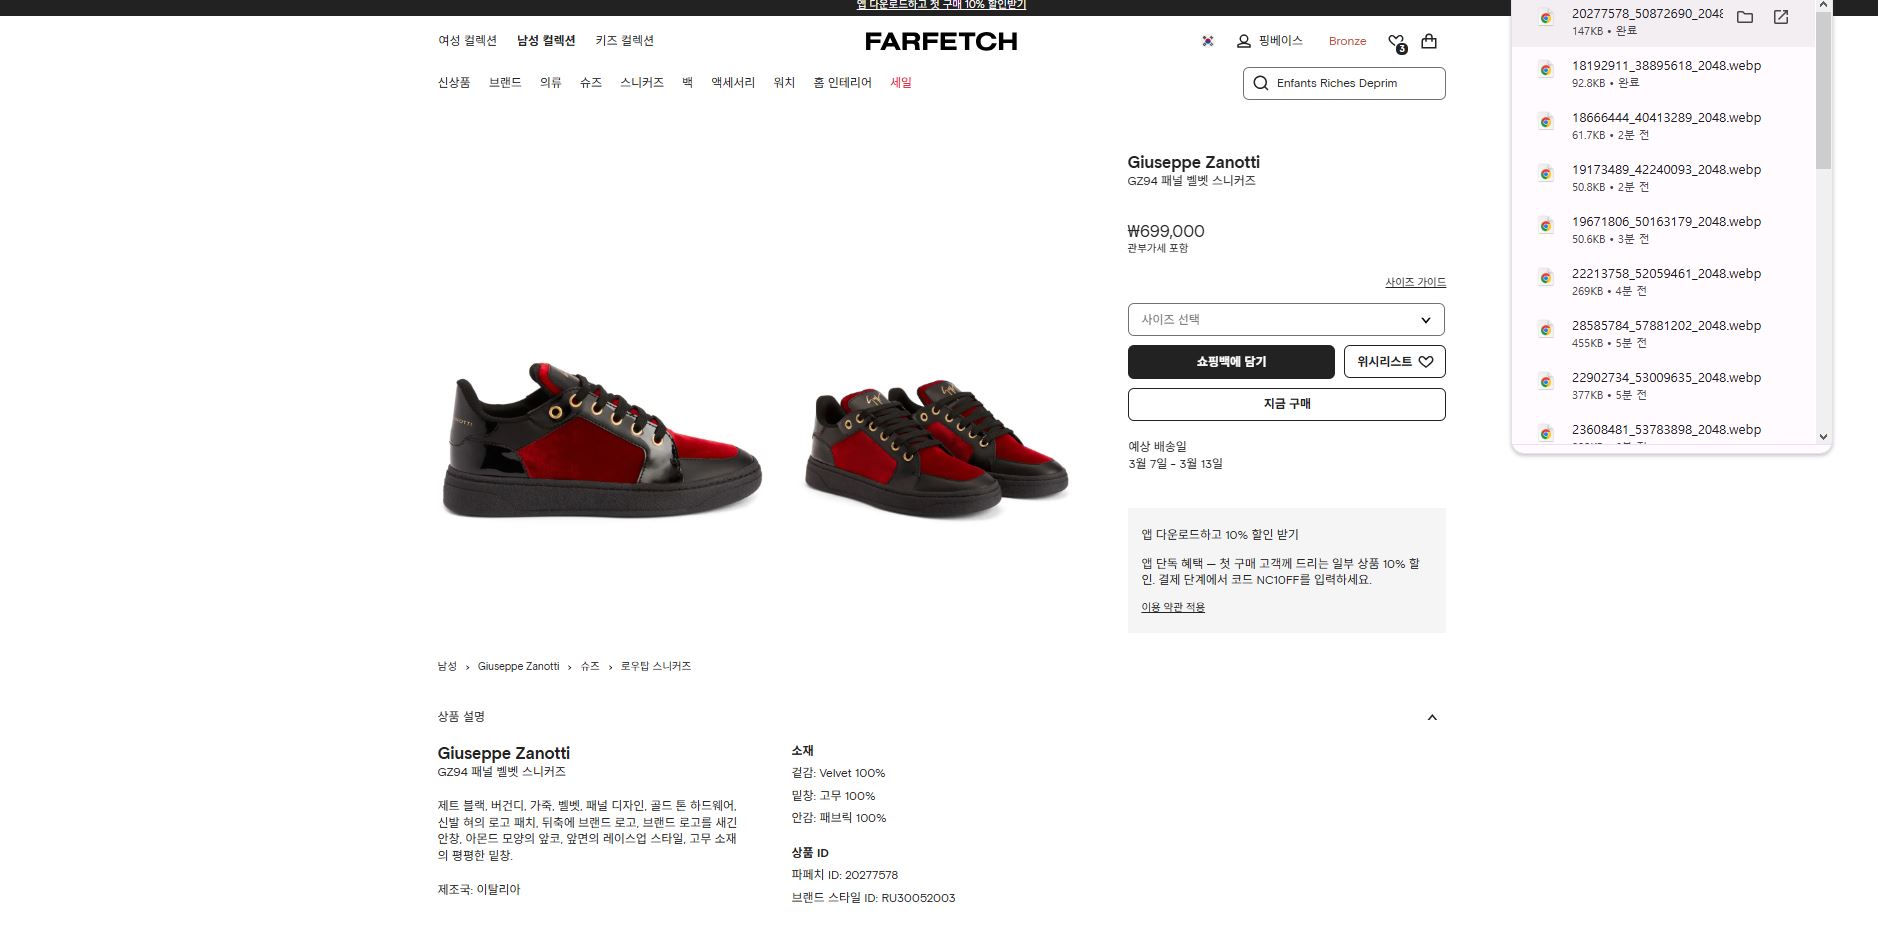 앱 다운로드하고 첫 구매 10% 할인받기
여성 컬렉션 남성 컬렉션 키즈 컬렉션
FARFETCH
핑베이스 Bronze 3
신상품 브랜드 의류 슈즈 스니커즈 백 액세서리 워치 홈 인테리어 세일
Enfants Riches Deprim
Giuseppe Zanotti
GZ94 패널 벨벳 스니커즈
₩699,000
관부가세 포함
사이즈 가이드
사이즈 선택
쇼핑백에 담기 위시리스트
지금 구매
예상 배송일
3월 7일 - 3월 13일
앱 다운로드하고 10% 할인 받기
앱 단독 혜택 — 첫 구매 고객께 드리는 일부 상품 10% 할
인. 결제 단계에서 코드 NC10FF를 입력하세요.
이용 약관 적용
남성 › Giuseppe Zanotti › 슈즈 › 로우탑 스니커즈
상품 설명
Giuseppe Zanotti
GZ94 패널 벨벳 스니커즈
제트 블랙, 버건디, 가죽, 벨벳, 패널 디자인, 골드 톤 하드웨어,
신발 혀의 로고 패치, 뒤축에 브랜드 로고, 브랜드 로고를 새긴
안창, 아몬드 모양의 앞코, 앞면의 레이스업 스타일, 고무 소재
의 평평한 밑창.
제조국: 이탈리아
소재
겉감: Velvet 100%
밑창: 고무 100%
안감: 패브릭 100%
상품 ID
파페치 ID: 20277578
브랜드 스타일 ID: RU30052003
20277578_50872690_2048
147KB • 완료
18192911_38895618_2048.webp
92.8KB • 완료
18666444_40413289_2048.webp
61.7KB • 2분 전
19173489_42240093_2048.webp
50.8KB • 2분 전
19671806_50163179_2048.webp
50.6KB • 3분 전
22213758_52059461_2048.webp
269KB • 4분 전
28585784_57881202_2048.webp
455KB • 5분 전
22902734_53009635_2048.webp
377KB • 5분 전
23608481_53783898_2048.webp